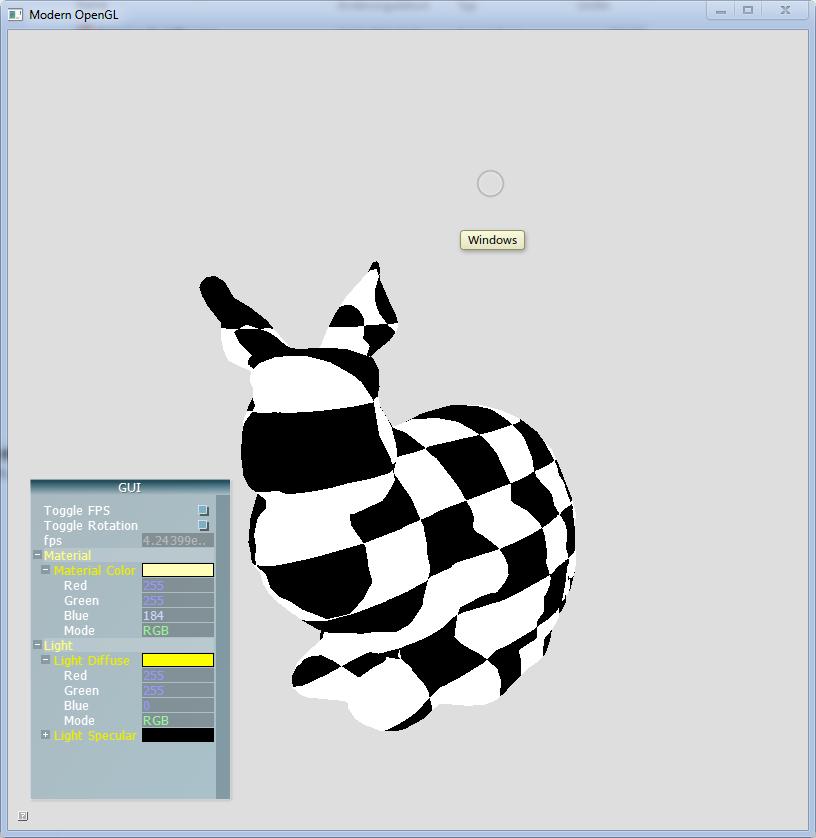 Modern OpenGL
Windows
GUI
Toggle FPS
Toggle Rotation
fps 4.24399e..
Material
Material Color
Red 255
Green 255
Blue 184
Mode RGB
Light
Light Diffuse
Red 255
Green 255
Blue 0
Mode RGB
Light Specular